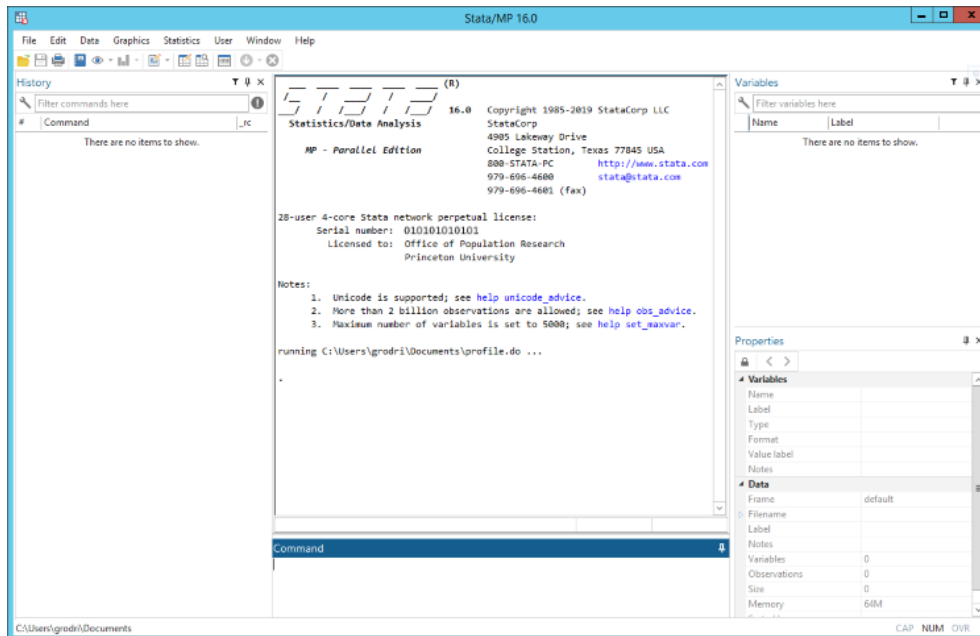 Stata/MP 16.0
File Edit Data Graphics Statistics User Window Help
History
Filter commands here
# Command _rc
There are no items to show.
(R)
16.0 Copyright 1985-2019 StataCorp LLC
Statistics/Data Analysis StataCorp
4905 Lakeway Drive
MP - Parallel Edition College Station, Texas 77845 USA
800-STATA-PC http://www.stata.com
979-696-4600 stata@stata.com
979-696-4601 (fax)
28-user 4-core Stata network perpetual license:
Serial number: 010101010101
Licensed to: Office of Population Research
Princeton University
Notes:
1. Unicode is supported; see help unicode_advice.
2. More than 2 billion observations are allowed; see help obs_advice.
3. Maximum number of variables is set to 5000; see help set_maxvar.
running C:\Users\grodri\Documents\profile.do ...
.
Command
Variables
Filter variables here
Name Label
There are no items to show.
Properties
Variables
Name
Label
Type
Format
Value label
Notes
Data
Frame default
Filename
Label
Notes
Variables 0
Observations 0
Size 0
Memory 64M
C:\Users\grodri\Documents
CAP NUM OVR